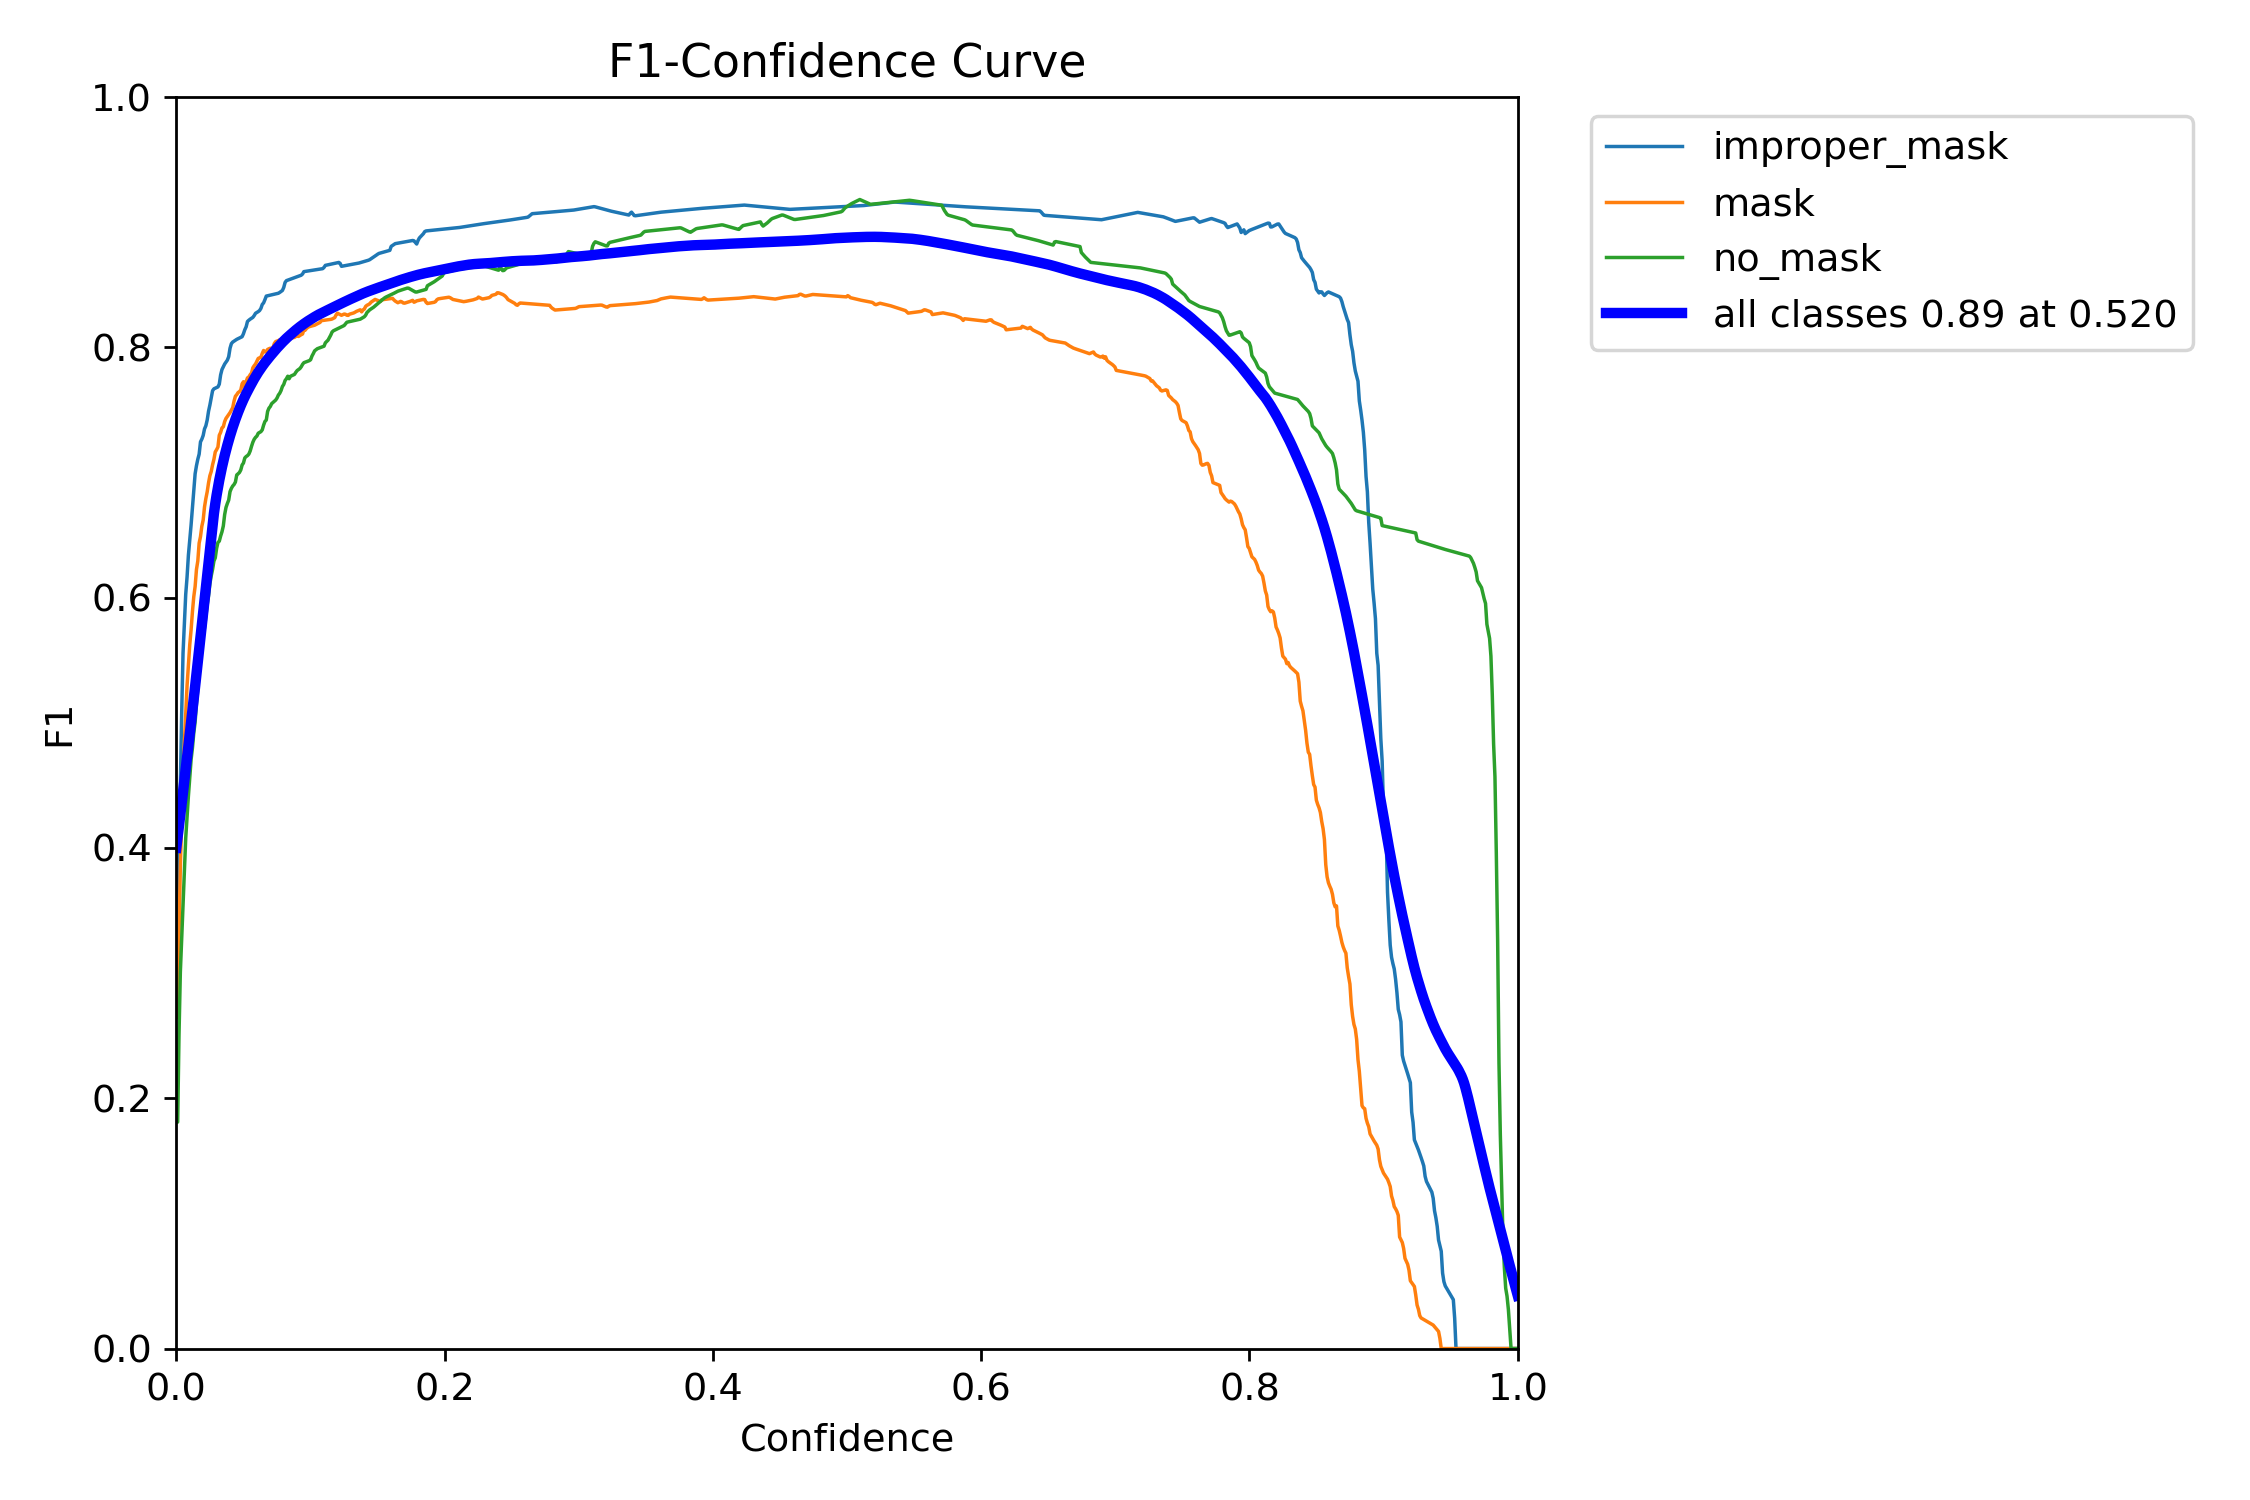 F1-Confidence Curve
1.0
0.8
0.6
0.4
0.2
0.0
F1
0.0 0.2 0.4 0.6 0.8 1.0
Confidence
improper_mask
mask
no_mask
all classes 0.89 at 0.520